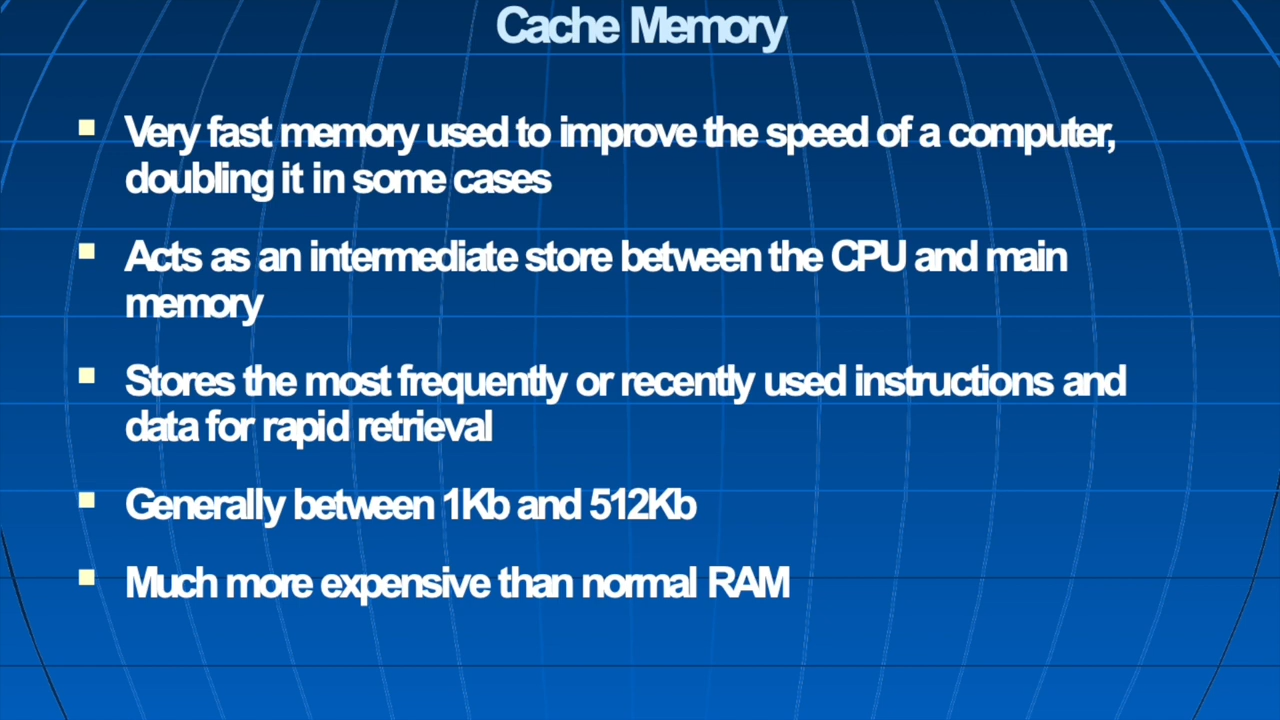 Cache Memory
Very fast memory used to improve the speed of a computer,
doubling it in some cases
Acts as an intermediate store between the CPU and main
memory
Stores the most frequently or recently used instructions and
data for rapid retrieval
Generally between 1Kb and 512Kb
Much more expensive than normal RAM